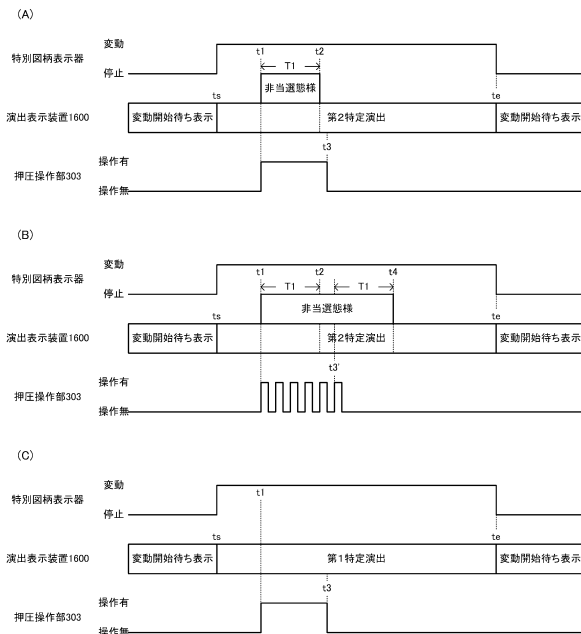 (A)
変動
特別図柄表示器
停止
t1
t2
T1
非当選態様
ts
te
演出表示装置1600
変動開始待ち表示
第2特定演出
変動開始待ち表示
t3
操作有
押圧操作部303
操作無
(B)
変動
特別図柄表示器
停止
t1
t2
t4
T1
T1
非当選態様
ts
te
演出表示装置1600
変動開始待ち表示
第2特定演出
変動開始待ち表示
t3'
操作有
押圧操作部303
操作無
(C)
変動
特別図柄表示器
停止
t1
ts
te
演出表示装置1600
変動開始待ち表示
第1特定演出
変動開始待ち表示
t3
操作有
押圧操作部303
操作無